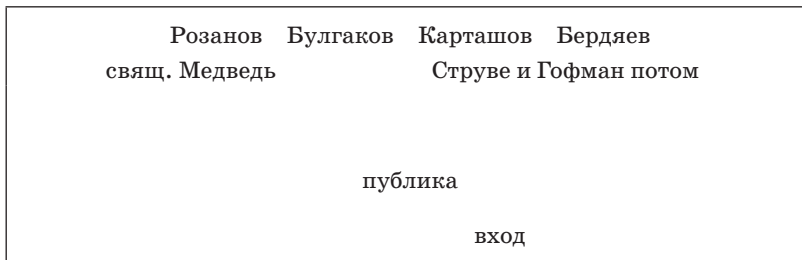 Розанов Булгаков Карташов Бердяев
свящ. Медведь Струве и Гофман потом
публика
вход